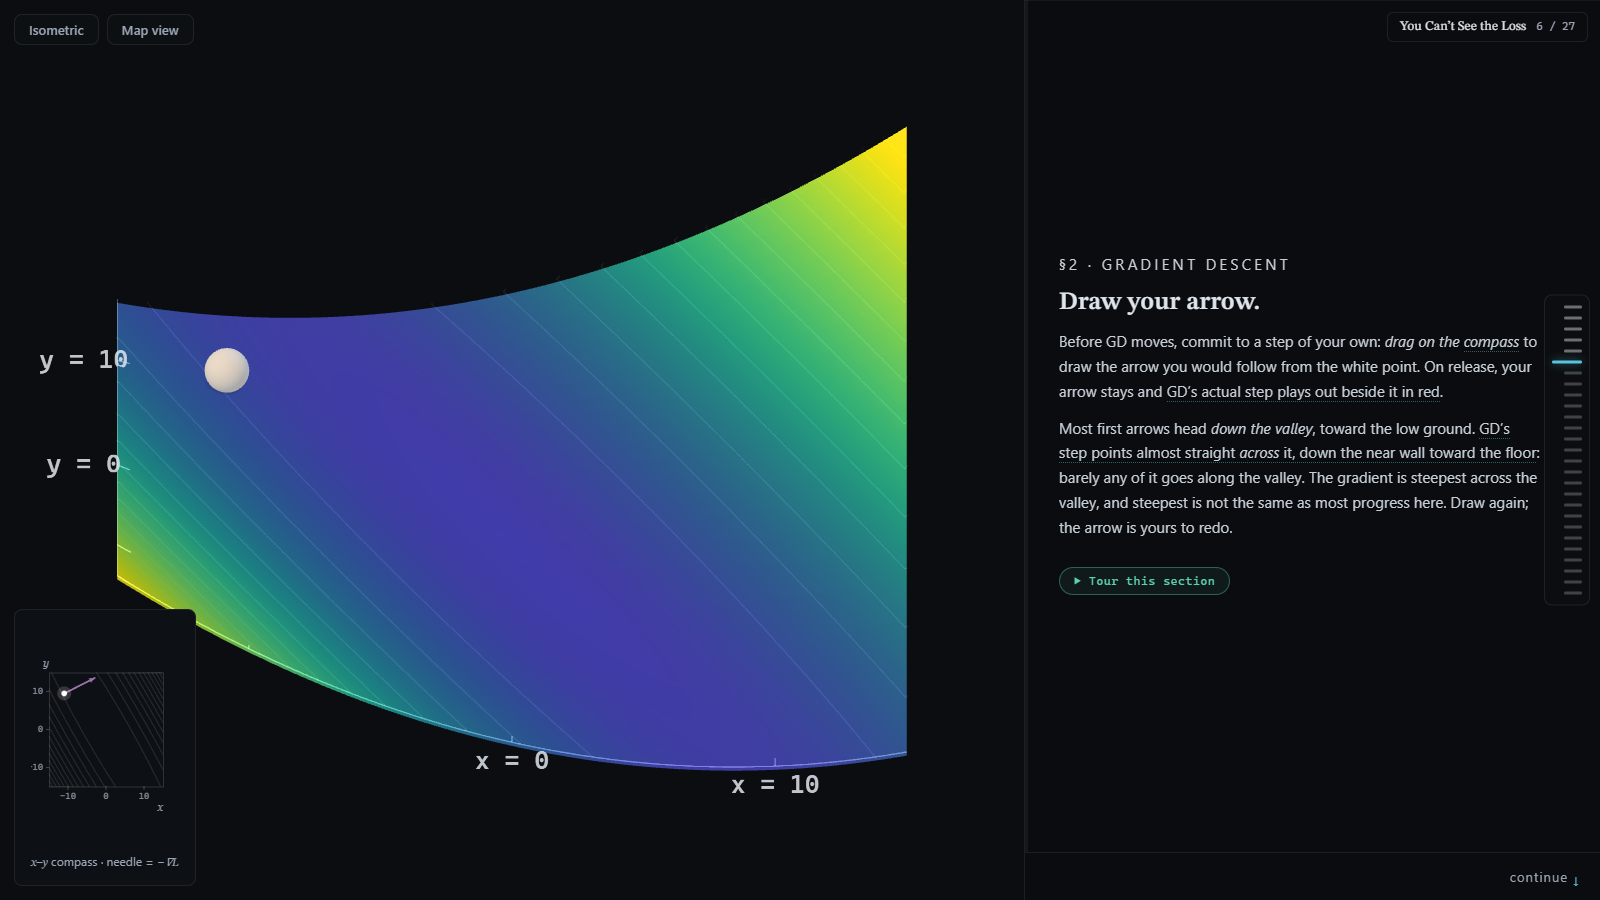 Isometric
Map view
You Can't See the Loss 6 / 27
y = 10
y = 0
x = 0
x = 10
y
10
0
-10
−10 0 10
x
x–y compass · needle = −∇L
§2 · GRADIENT DESCENT
Draw your arrow.
Before GD moves, commit to a step of your own: drag on the compass to
draw the arrow you would follow from the white point. On release, your
arrow stays and GD's actual step plays out beside it in red.
Most first arrows head down the valley, toward the low ground. GD's
step points almost straight across it, down the near wall toward the floor:
barely any of it goes along the valley. The gradient is steepest across the
valley, and steepest is not the same as most progress here. Draw again;
the arrow is yours to redo.
▶ Tour this section
continue ↓